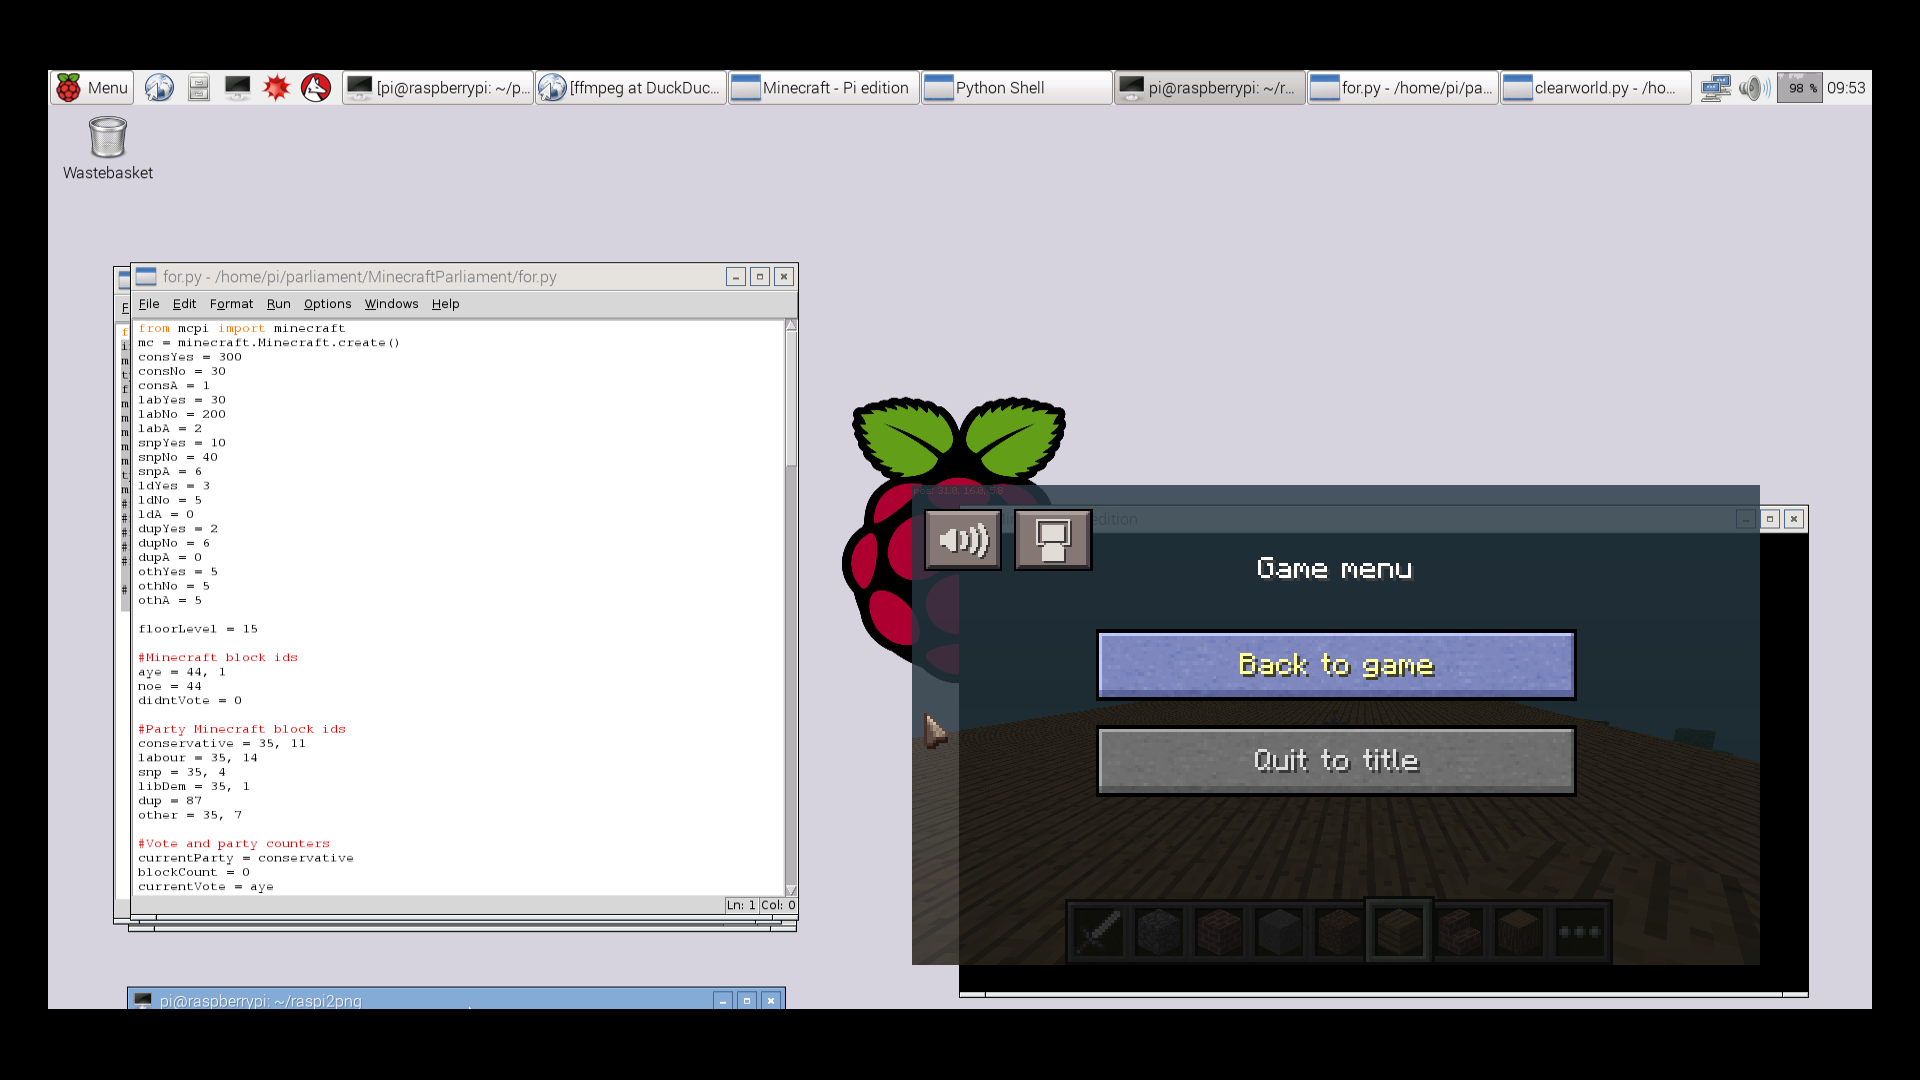 Menu
[pi@raspberrypi: ~/p...
[ffmpeg at DuckDuc...
Minecraft - Pi edition
Python Shell
pi@raspberrypi: ~/r...
for.py - /home/pi/pa...
clearworld.py - /ho...
98 %
09:53
Wastebasket
for.py - /home/pi/parliament/MinecraftParliament/for.py
File Edit Format Run Options Windows Help
from mcpi import minecraft
mc = minecraft.Minecraft.create()
consYes = 300
consNo = 30
consA = 1
labYes = 30
labNo = 200
labA = 2
snpYes = 10
snpNo = 40
snpA = 6
ldYes = 3
ldNo = 5
ldA = 0
dupYes = 2
dupNo = 6
dupA = 0
othYes = 5
othNo = 5
othA = 5
floorLevel = 15
#Minecraft block ids
aye = 44, 1
noe = 44
didntVote = 0
#Party Minecraft block ids
conservative = 35, 11
labour = 35, 14
snp = 35, 4
libDem = 35, 1
dup = 87
other = 35, 7
#Vote and party counters
currentParty = conservative
blockCount = 0
currentVote = aye
Ln: 1 Col: 0
edition
Game menu
Back to game
Quit to title
pi@raspberrypi: ~/raspi2png